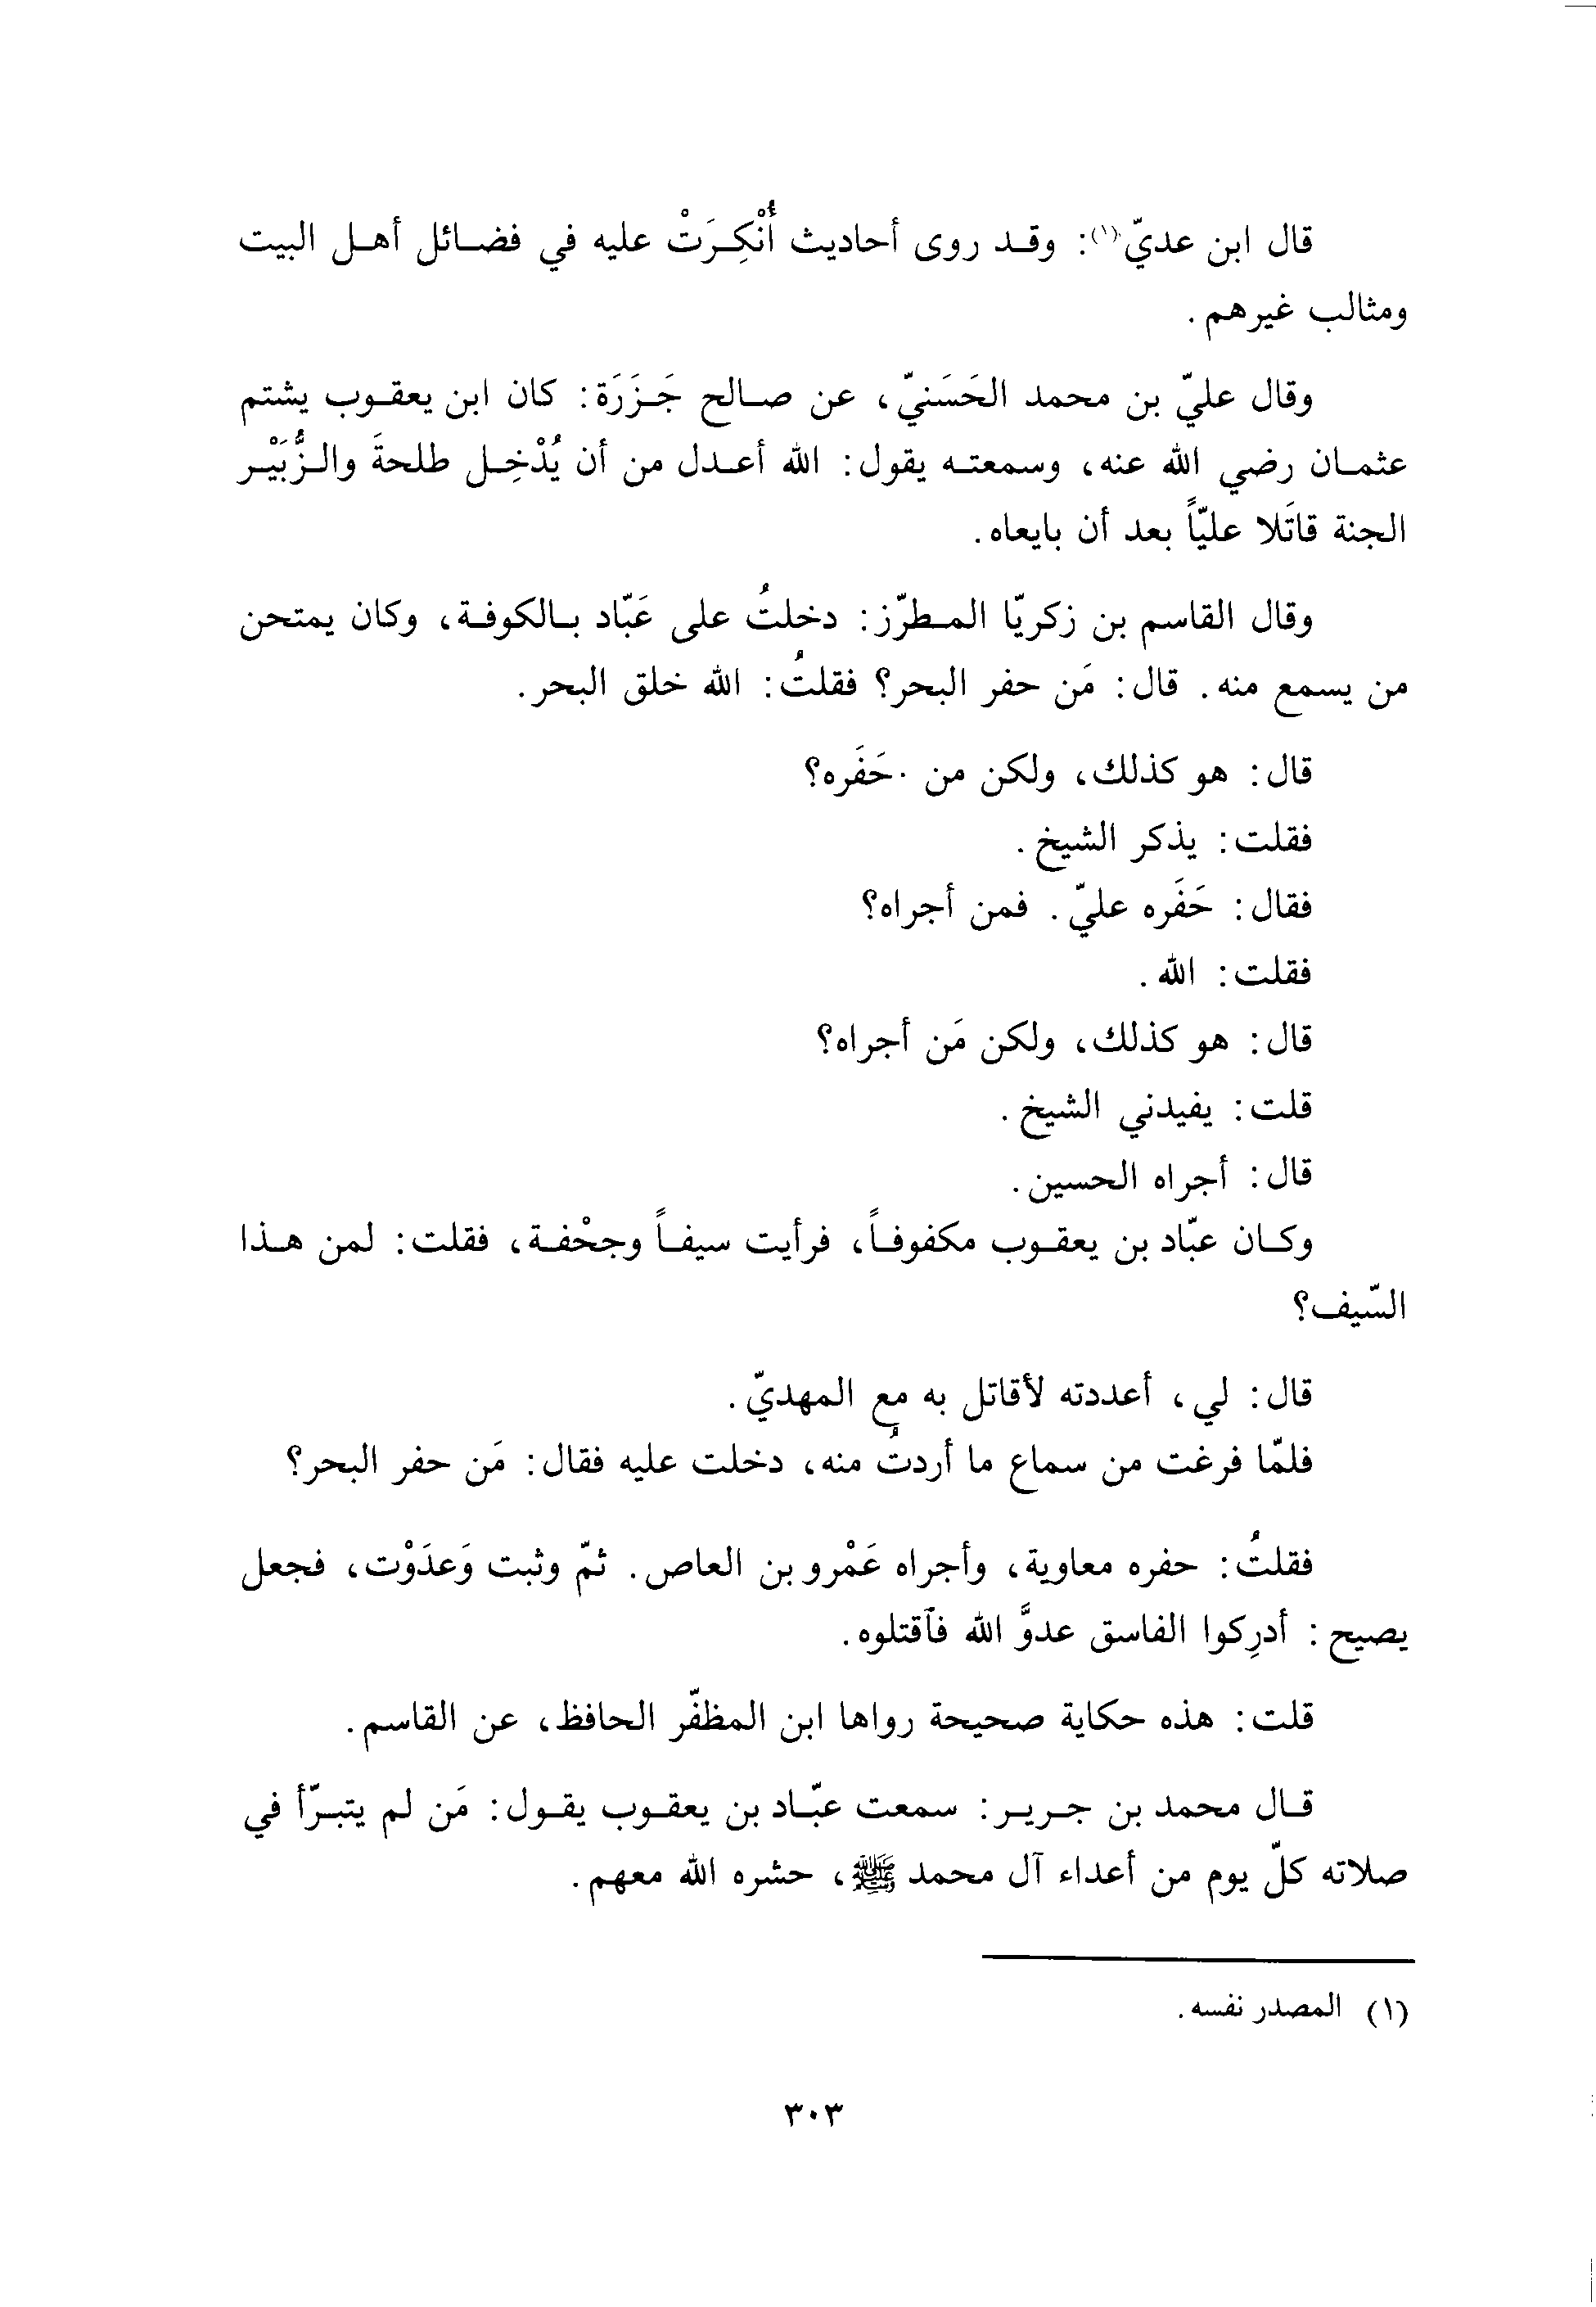 قال ابن عديّ(١): وقد روى أحاديث أُنْكِرَتْ عليه في فضائل أهل البيت
ومثالب غيرهم.
وقال عليّ بن محمد الحَسَنيّ، عن صالح جَزَرَة: كان ابن يعقوب يشتم
عثمان رضي الله عنه، وسمعته يقول: الله أعدل من أن يُدْخِل طلحةَ والزُّبَيْر
الجنة قاتَلا عليّاً بعد أن بايعاه.
وقال القاسم بن زكريّا المطرّز: دخلتُ على عَبّاد بالكوفة، وكان يمتحن
من يسمع منه. قال: مَن حفر البحر؟ فقلتُ: الله خلق البحر.
قال: هو كذلك، ولكن من حَفَره؟
فقلت: يذكر الشيخ.
فقال: حَفَره عليّ. فمن أجراه؟
فقلت: الله.
قال: هو كذلك، ولكن مَن أجراه؟
قلت: يفيدني الشيخ.
قال: أجراه الحسين.
وكان عبّاد بن يعقوب مكفوفاً، فرأيت سيفاً وجحْفة، فقلت: لمن هذا
السّيف؟
قال: لي، أعددته لأقاتل به مع المهديّ.
فلمّا فرغت من سماع ما أردتُ منه، دخلت عليه فقال: مَن حفر البحر؟
فقلتُ: حفره معاوية، وأجراه عَمْرو بن العاص. ثمّ وثبت وَعدَوْت، فجعل
يصيح: أدرِكوا الفاسق عدوَّ الله فآقتلوه.
قلت: هذه حكاية صحيحة رواها ابن المظفّر الحافظ، عن القاسم.
قال محمد بن جرير: سمعت عبّاد بن يعقوب يقول: مَن لم يتبرّأ في
صلاته كلّ يوم من أعداء آل محمد ﷺ، حشره الله معهم.
(١) المصدر نفسه.
٣٠٣